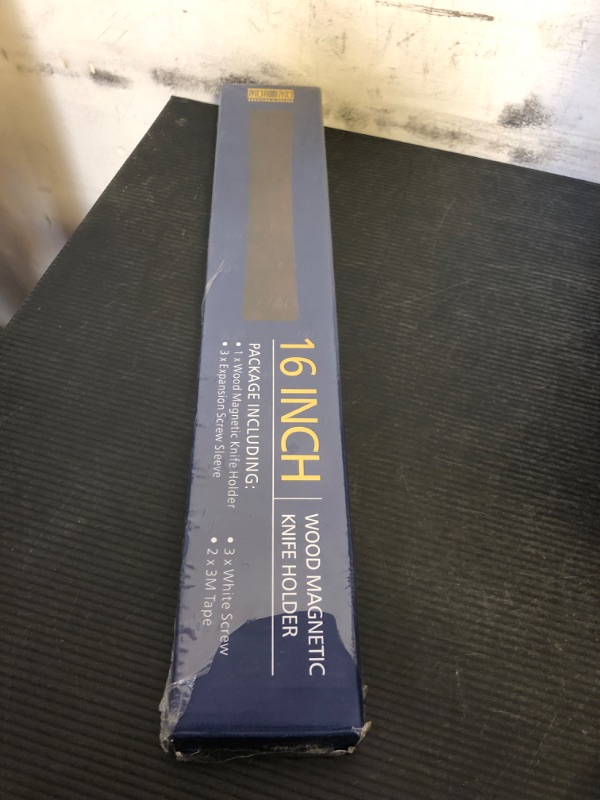 16 INCH
WOOD MAGNETIC
KNIFE HOLDER
PACKAGE INCLUDING:
• 1 x Wood Magnetic Knife Holder
• 3 x Expansion Screw Sleeve
• 3 x White Screw
• 2 x 3M Tape